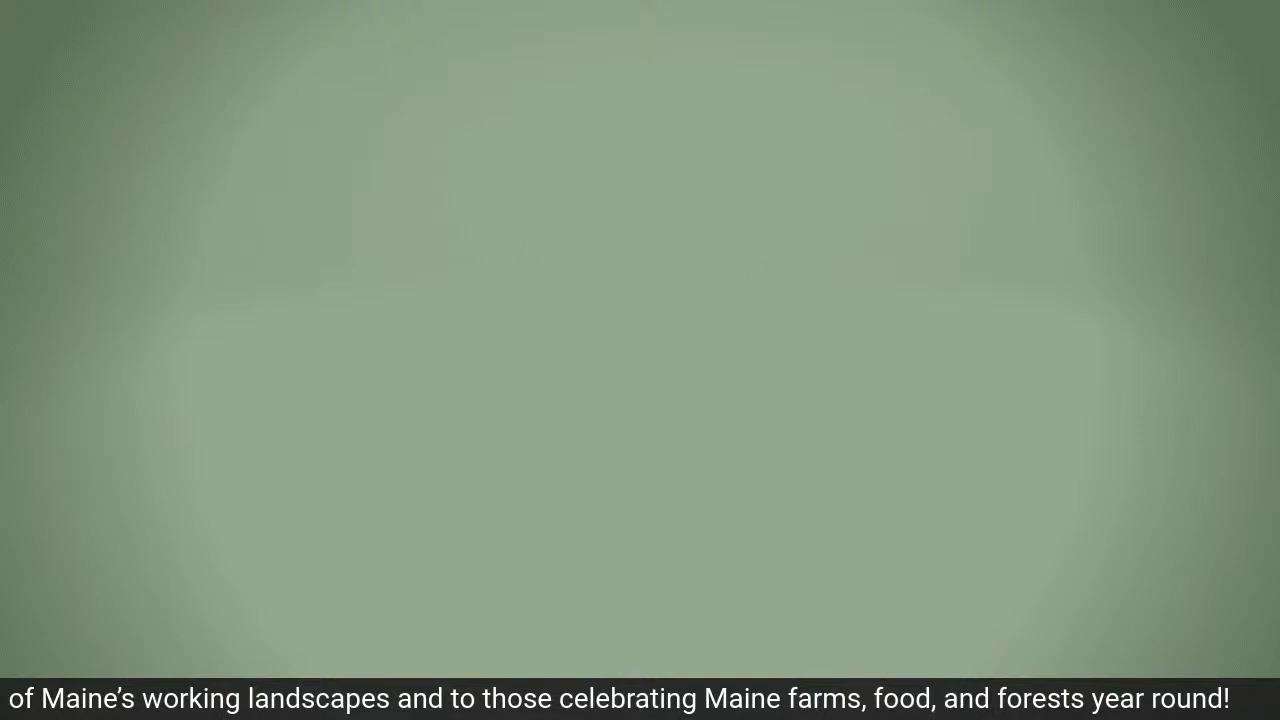 of Maine’s working landscapes and to those celebrating Maine farms, food, and forests year round!